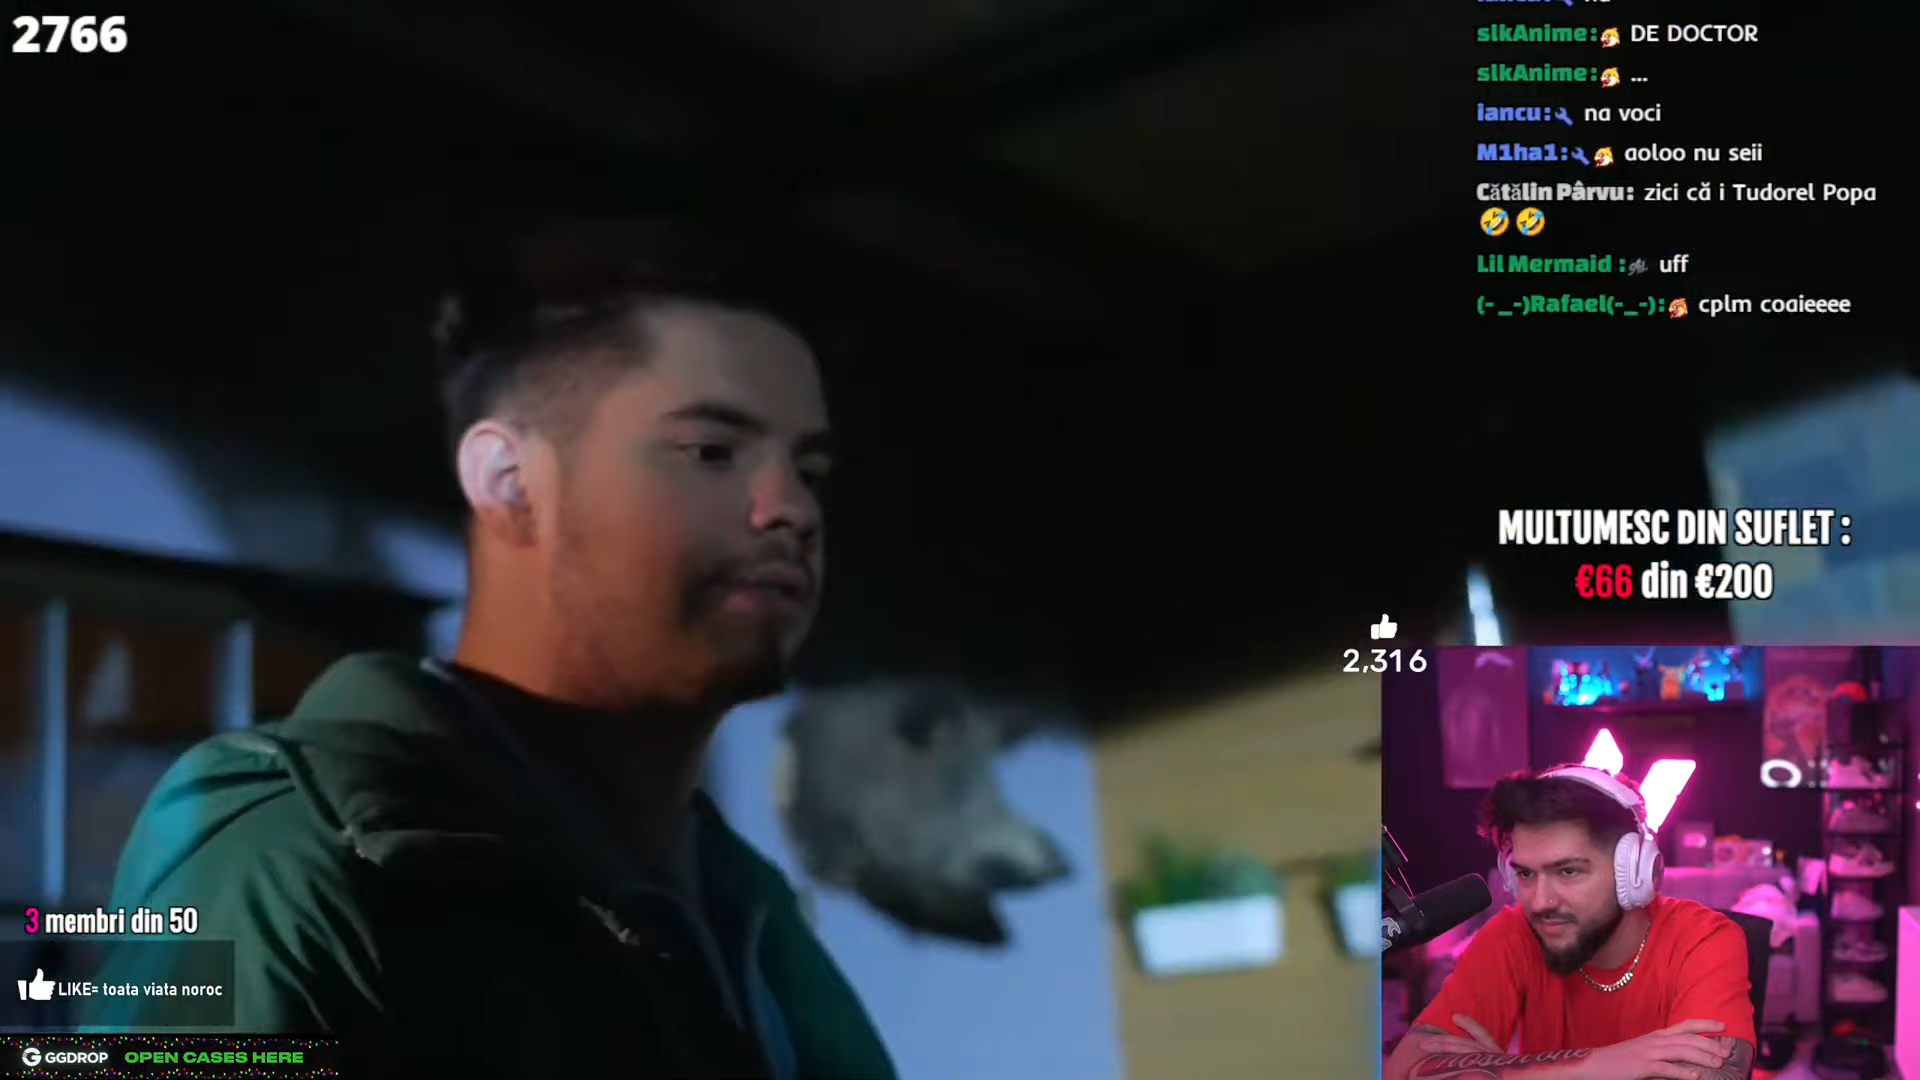 2766
slkAnime: DE DOCTOR
slkAnime: ...
iancu: na voci
M1ha1: aoloo nu seii
Cătălin Pârvu: zici că i Tudorel Popa
🤣🤣
Lil Mermaid : uff
(-_-)Rafael(-_-): cplm coaieeee
MULTUMESC DIN SUFLET :
€66 din €200
2,316
3 membri din 50
LIKE= toata viata noroc
GGDROP OPEN CASES HERE